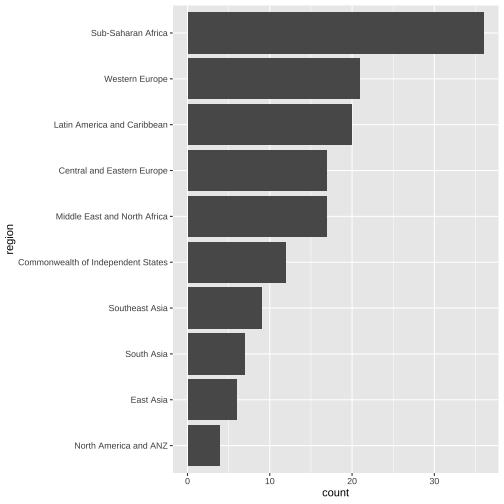 region
Sub-Saharan Africa
Western Europe
Latin America and Caribbean
Central and Eastern Europe
Middle East and North Africa
Commonwealth of Independent States
Southeast Asia
South Asia
East Asia
North America and ANZ
0 10 20 30
count